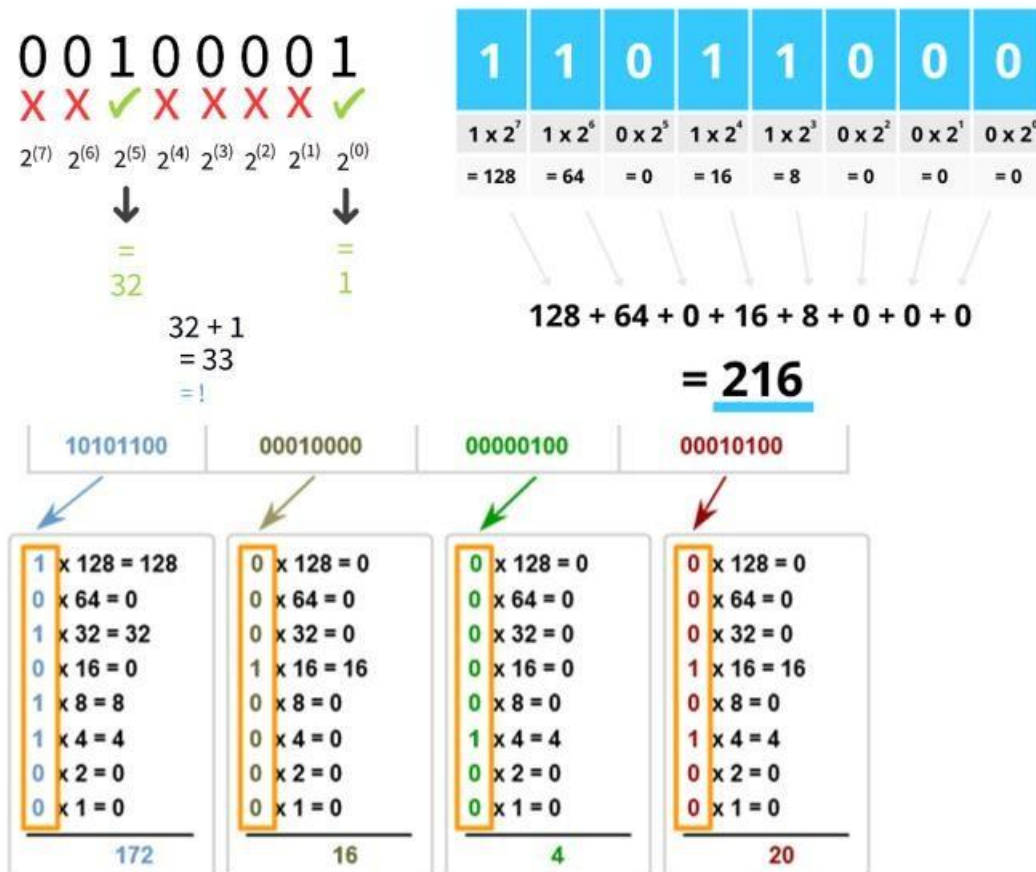 0 0 1 0 0 0 0 1
X X ✓ X X X X ✓
2⁽⁷⁾ 2⁽⁶⁾ 2⁽⁵⁾ 2⁽⁴⁾ 2⁽³⁾ 2⁽²⁾ 2⁽¹⁾ 2⁽⁰⁾
= =
32 1
32 + 1
= 33
= !
1 1 0 1 1 0 0 0
1 x 2⁷ 1 x 2⁶ 0 x 2⁵ 1 x 2⁴ 1 x 2³ 0 x 2² 0 x 2¹ 0 x 2⁰
= 128 = 64 = 0 = 16 = 8 = 0 = 0 = 0
128 + 64 + 0 + 16 + 8 + 0 + 0 + 0
= 216
10101100 00010000 00000100 00010100
1 x 128 = 128 0 x 128 = 0 0 x 128 = 0 0 x 128 = 0
0 x 64 = 0 0 x 64 = 0 0 x 64 = 0 0 x 64 = 0
1 x 32 = 32 0 x 32 = 0 0 x 32 = 0 0 x 32 = 0
0 x 16 = 0 1 x 16 = 16 0 x 16 = 0 1 x 16 = 16
1 x 8 = 8 0 x 8 = 0 0 x 8 = 0 0 x 8 = 0
1 x 4 = 4 0 x 4 = 0 1 x 4 = 4 1 x 4 = 4
0 x 2 = 0 0 x 2 = 0 0 x 2 = 0 0 x 2 = 0
0 x 1 = 0 0 x 1 = 0 0 x 1 = 0 0 x 1 = 0
172 16 4 20